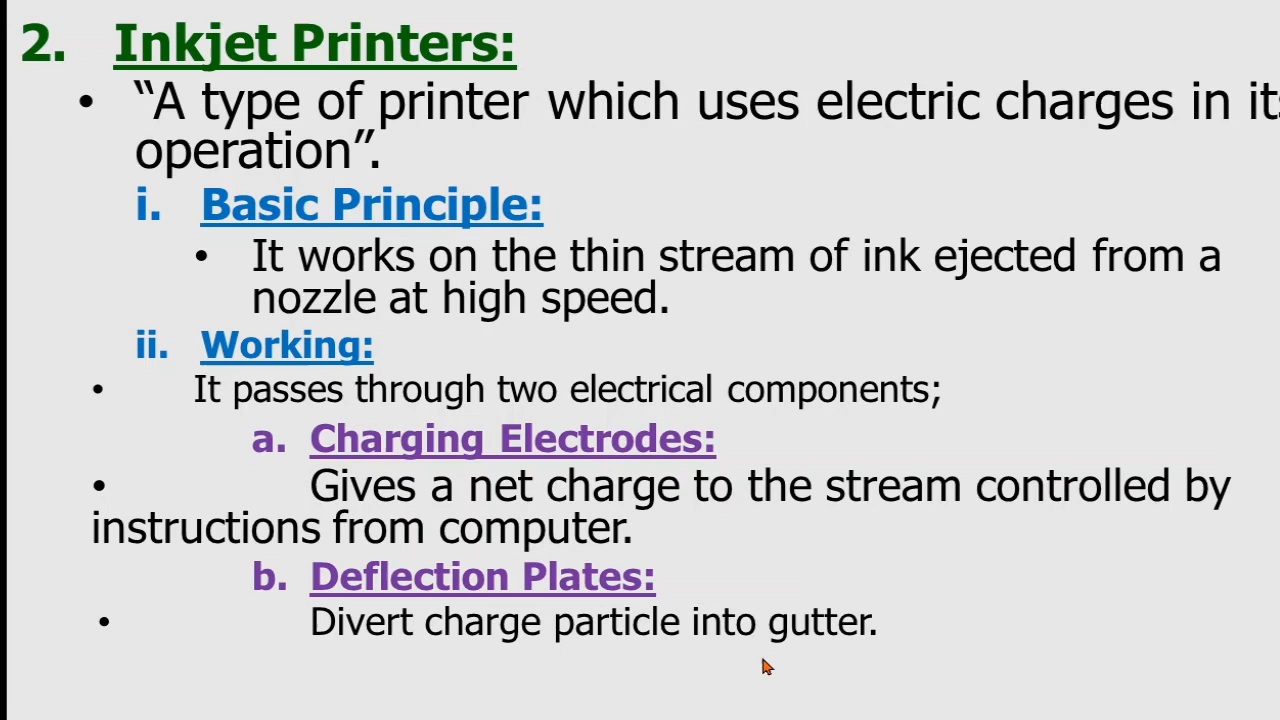 2. Inkjet Printers:
• “A type of printer which uses electric charges in its
operation”.
i. Basic Principle:
• It works on the thin stream of ink ejected from a
nozzle at high speed.
ii. Working:
• It passes through two electrical components;
a. Charging Electrodes:
• Gives a net charge to the stream controlled by
instructions from computer.
b. Deflection Plates:
• Divert charge particle into gutter.